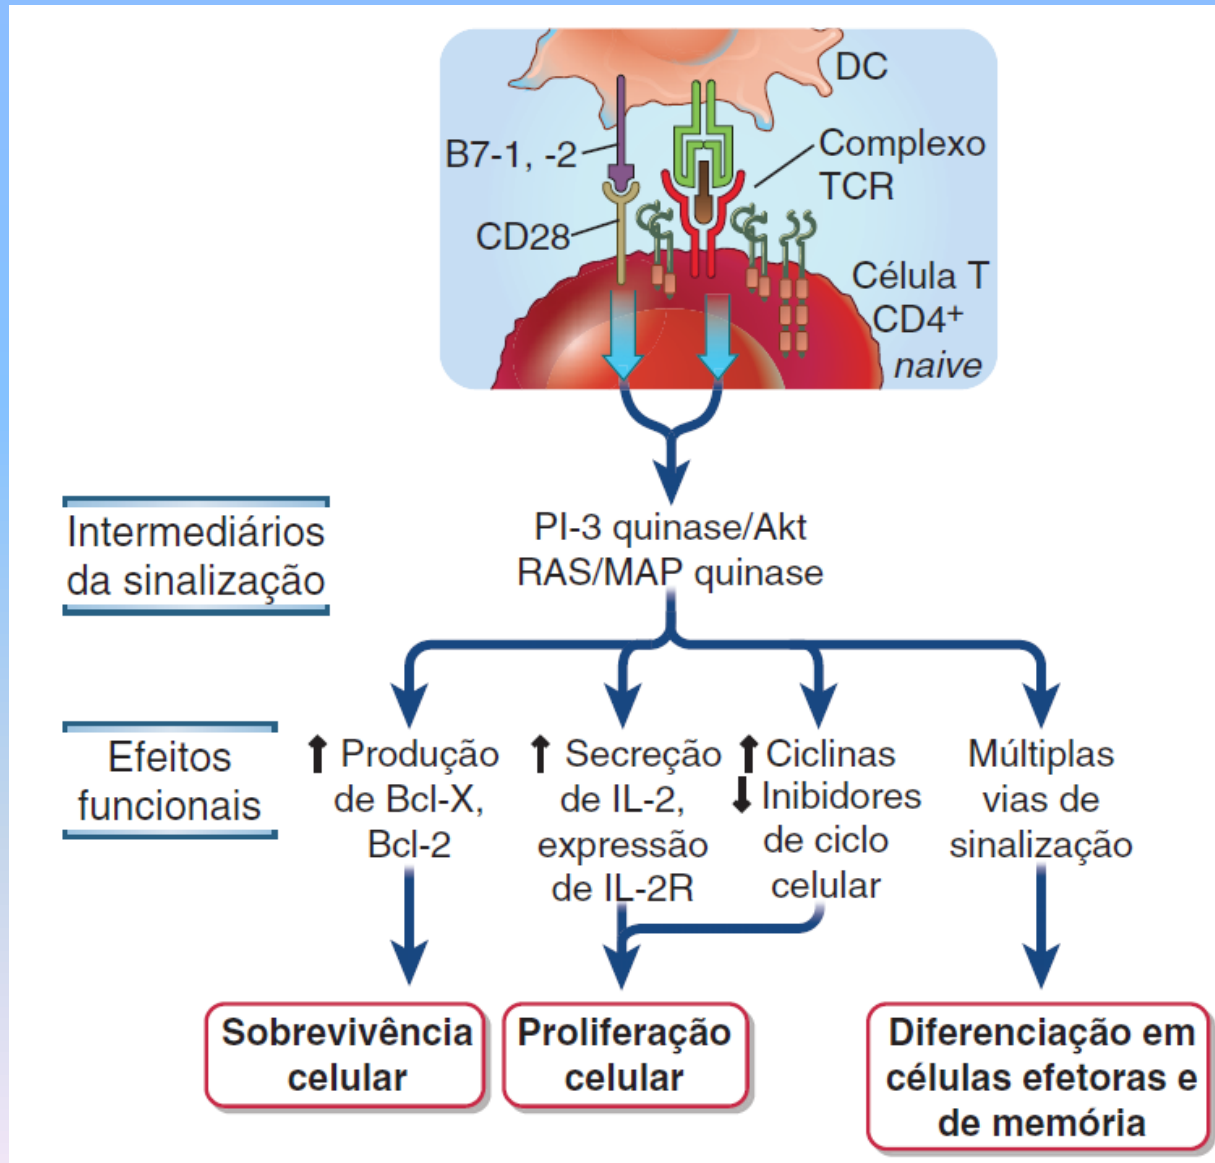 DC
B7-1, -2
Complexo
TCR
CD28
Célula T
CD4+
naive
Intermediários
da sinalização
PI-3 quinase/Akt
RAS/MAP quinase
Efeitos
funcionais
Produção
de Bcl-X,
Bcl-2
Secreção
de IL-2,
expressão
de IL-2R
Ciclinas
Inibidores
de ciclo
celular
Múltiplas
vias de
sinalização
Sobrevivência
celular
Proliferação
celular
Diferenciação em
células efetoras e
de memória